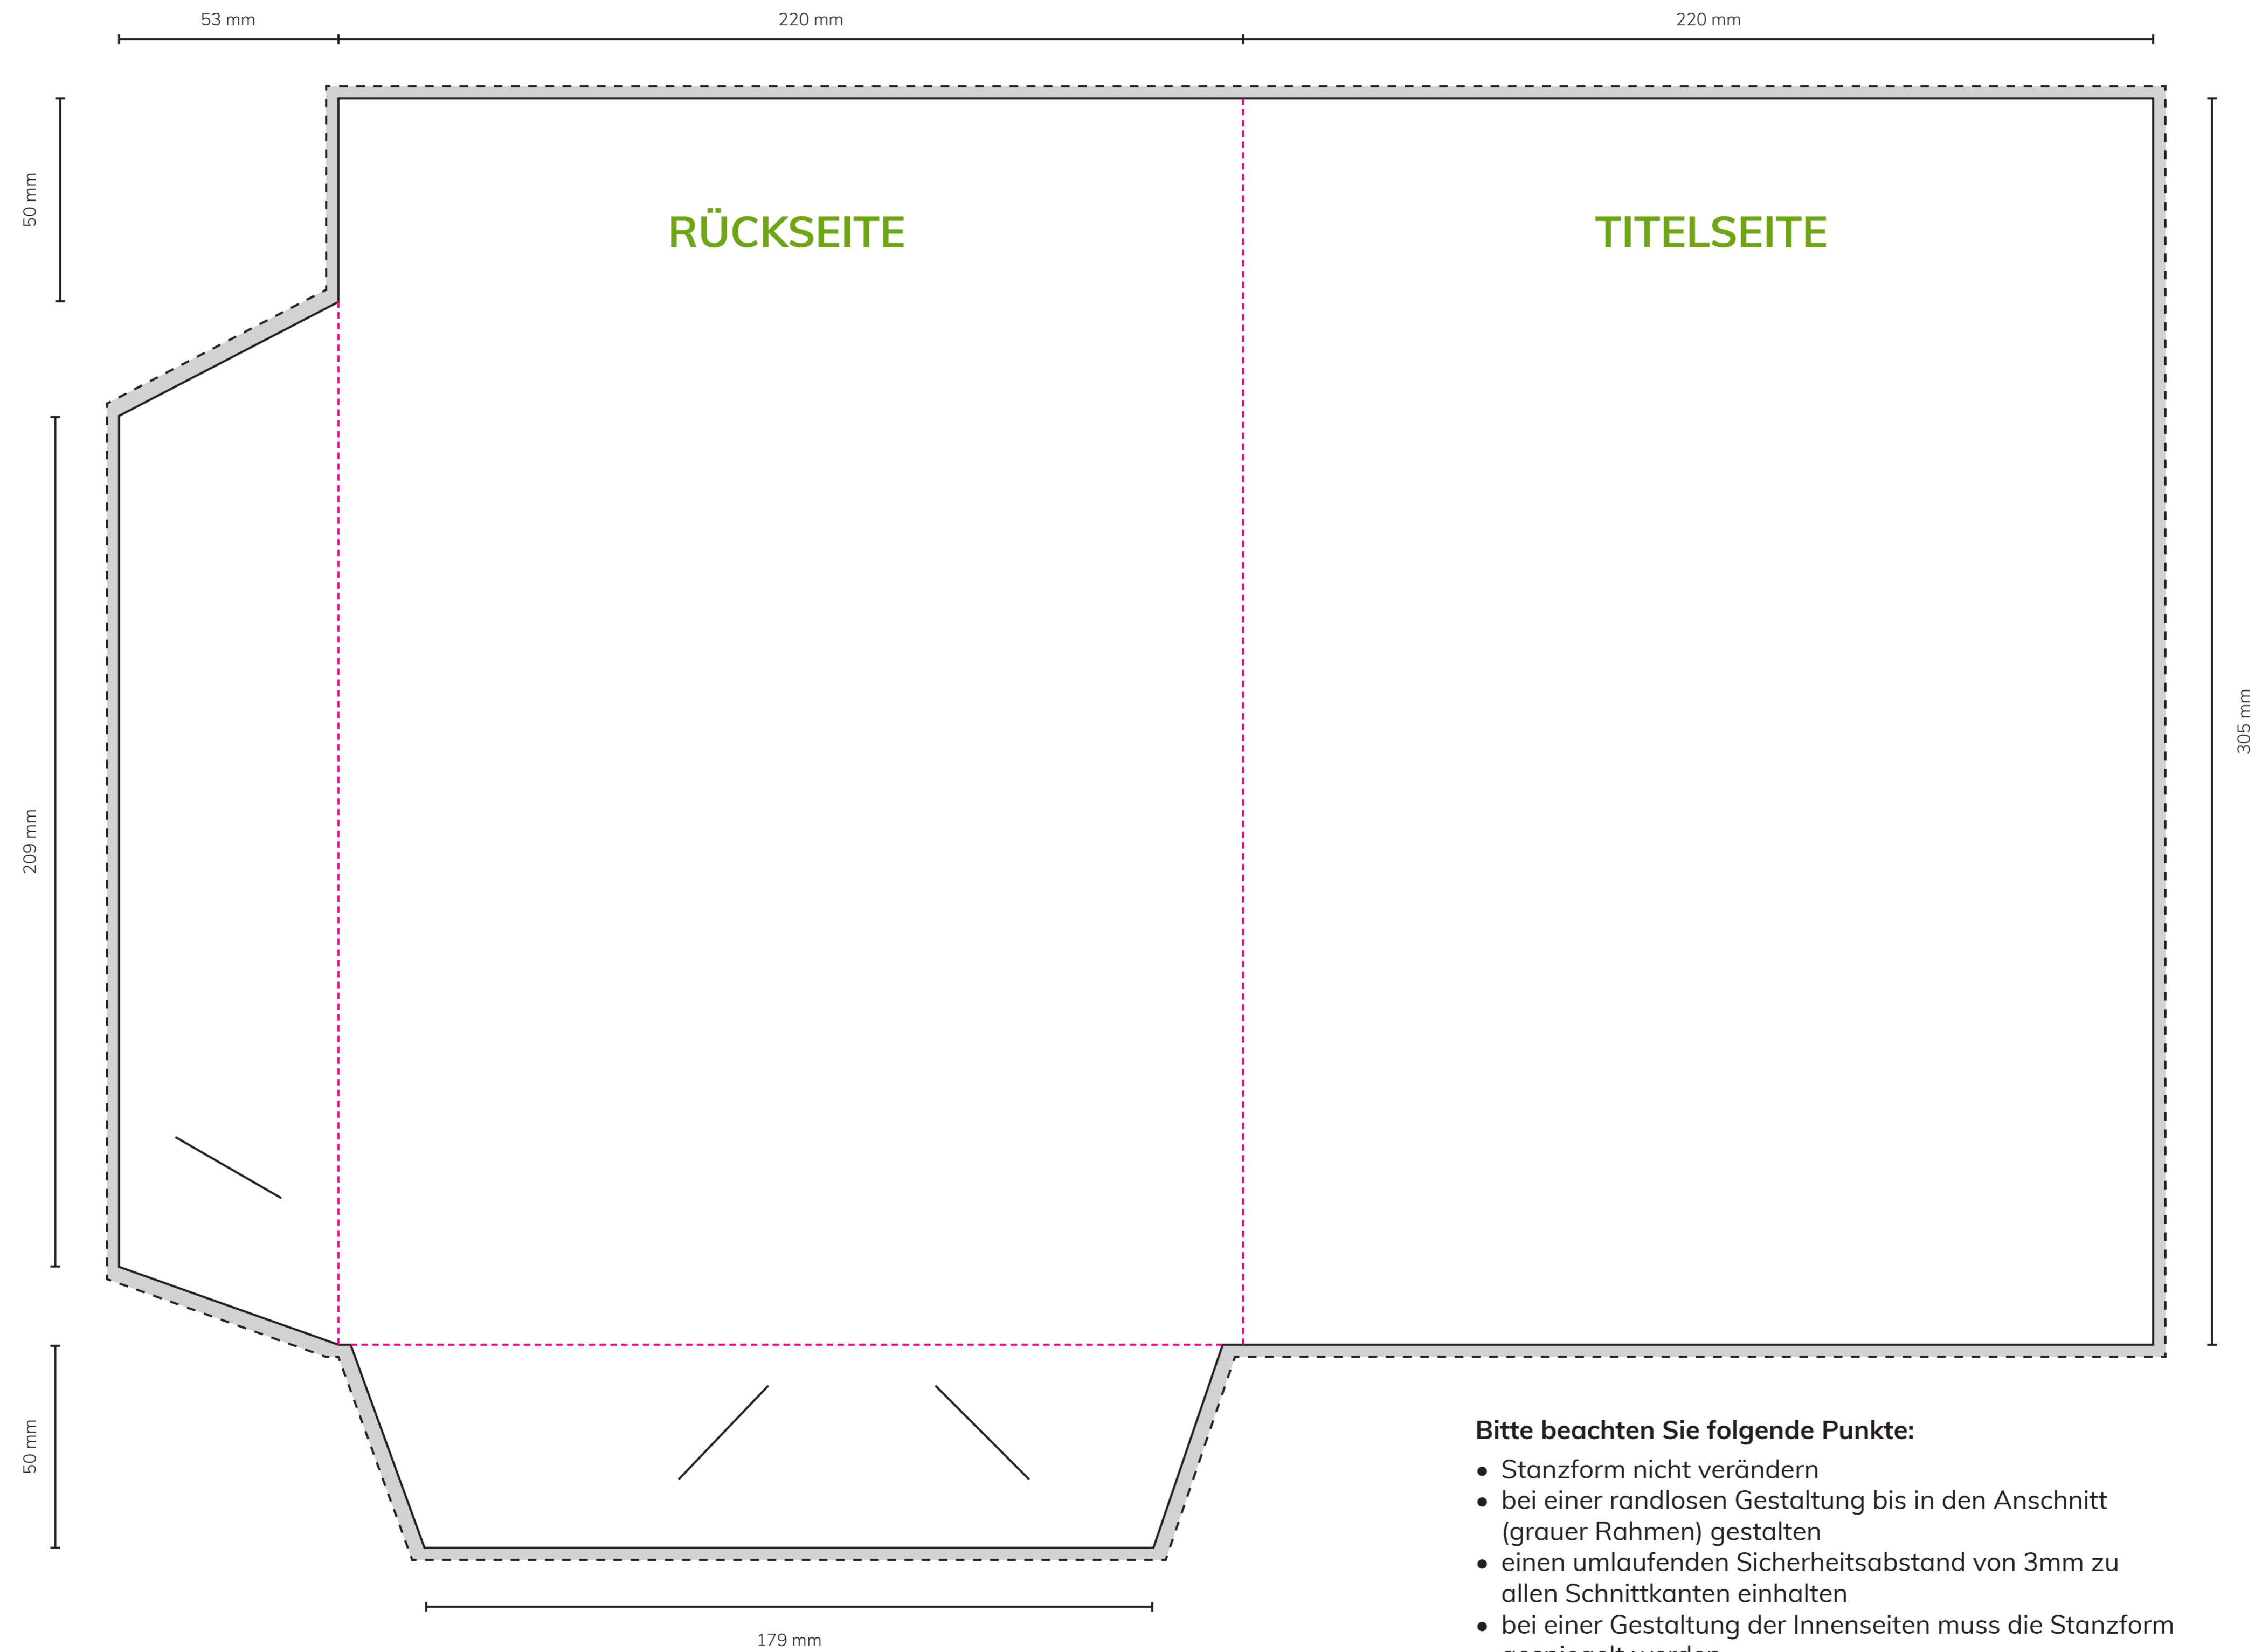 53 mm
220 mm
220 mm
50 mm
RÜCKSEITE
TITELSEITE
305 mm
209 mm
50 mm
Bitte beachten Sie folgende Punkte:
• Stanzform nicht verändern
• bei einer randlosen Gestaltung bis in den Anschnitt
(grauer Rahmen) gestalten
• einen umlaufenden Sicherheitsabstand von 3mm zu
allen Schnittkanten einhalten
• bei einer Gestaltung der Innenseiten muss die Stanzform
179 mm